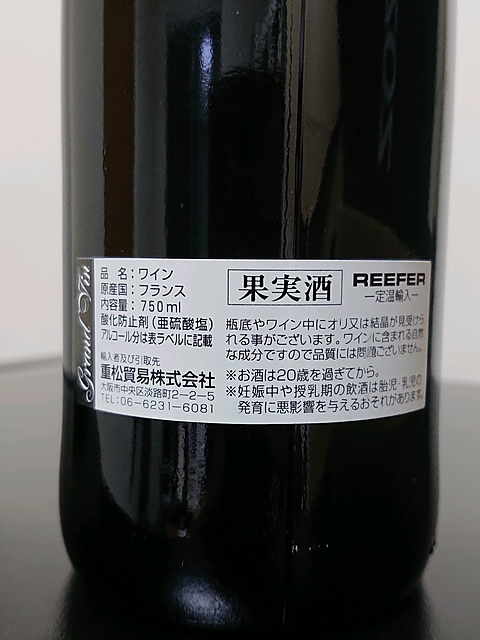 Grand Vin
品 名：ワイン
原産国：フランス
内容量：750ml
酸化防止剤（亜硫酸塩）
アルコール分は表ラベルに記載
輸入者及び引取先
重松貿易株式会社
大阪市中央区淡路町2-2-5
TEL:06-6231-6081
果実酒
REEFER
―定温輸入―
瓶底やワイン中にオリ又は結晶が見受けら
れる事がございます。ワインに含まれる自然
な成分ですので品質には問題ございません。
※お酒は20歳を過ぎてから。
※妊娠中や授乳期の飲酒は胎児・乳児の
発育に悪影響を与えるおそれがあります。